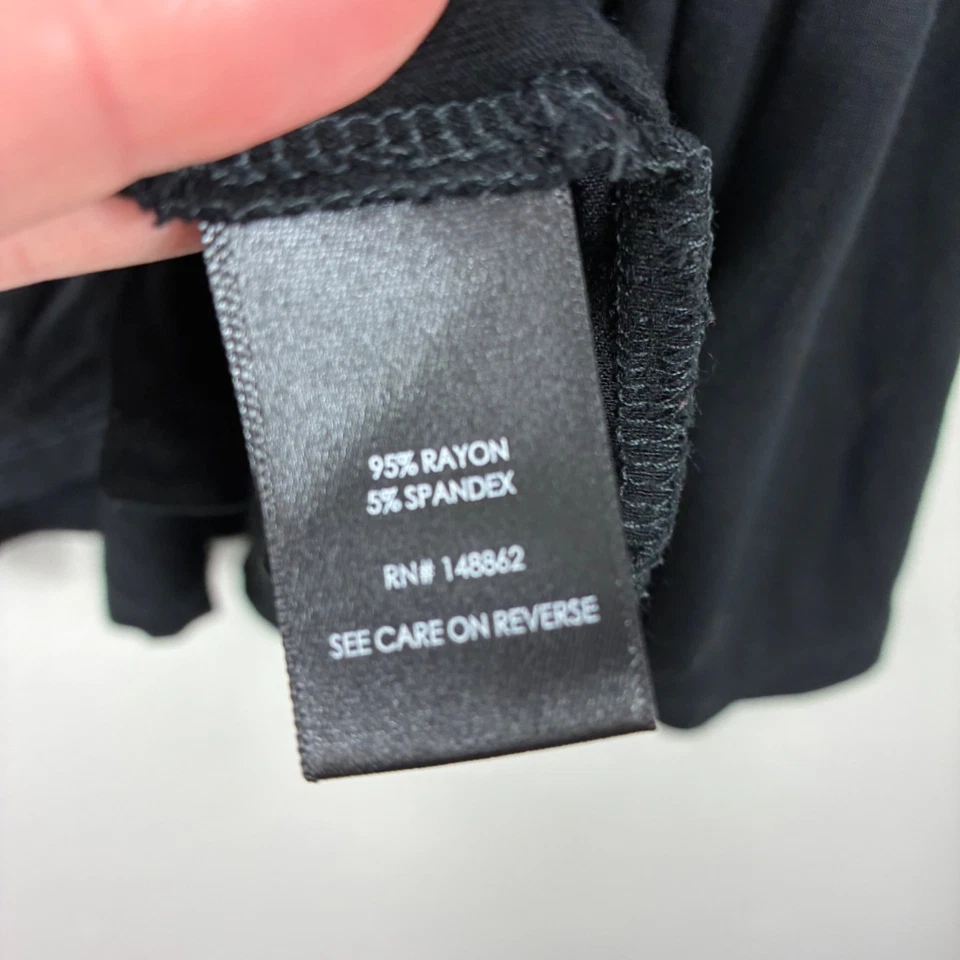 95% RAYON
5% SPANDEX
RN# 148862
SEE CARE ON REVERSE